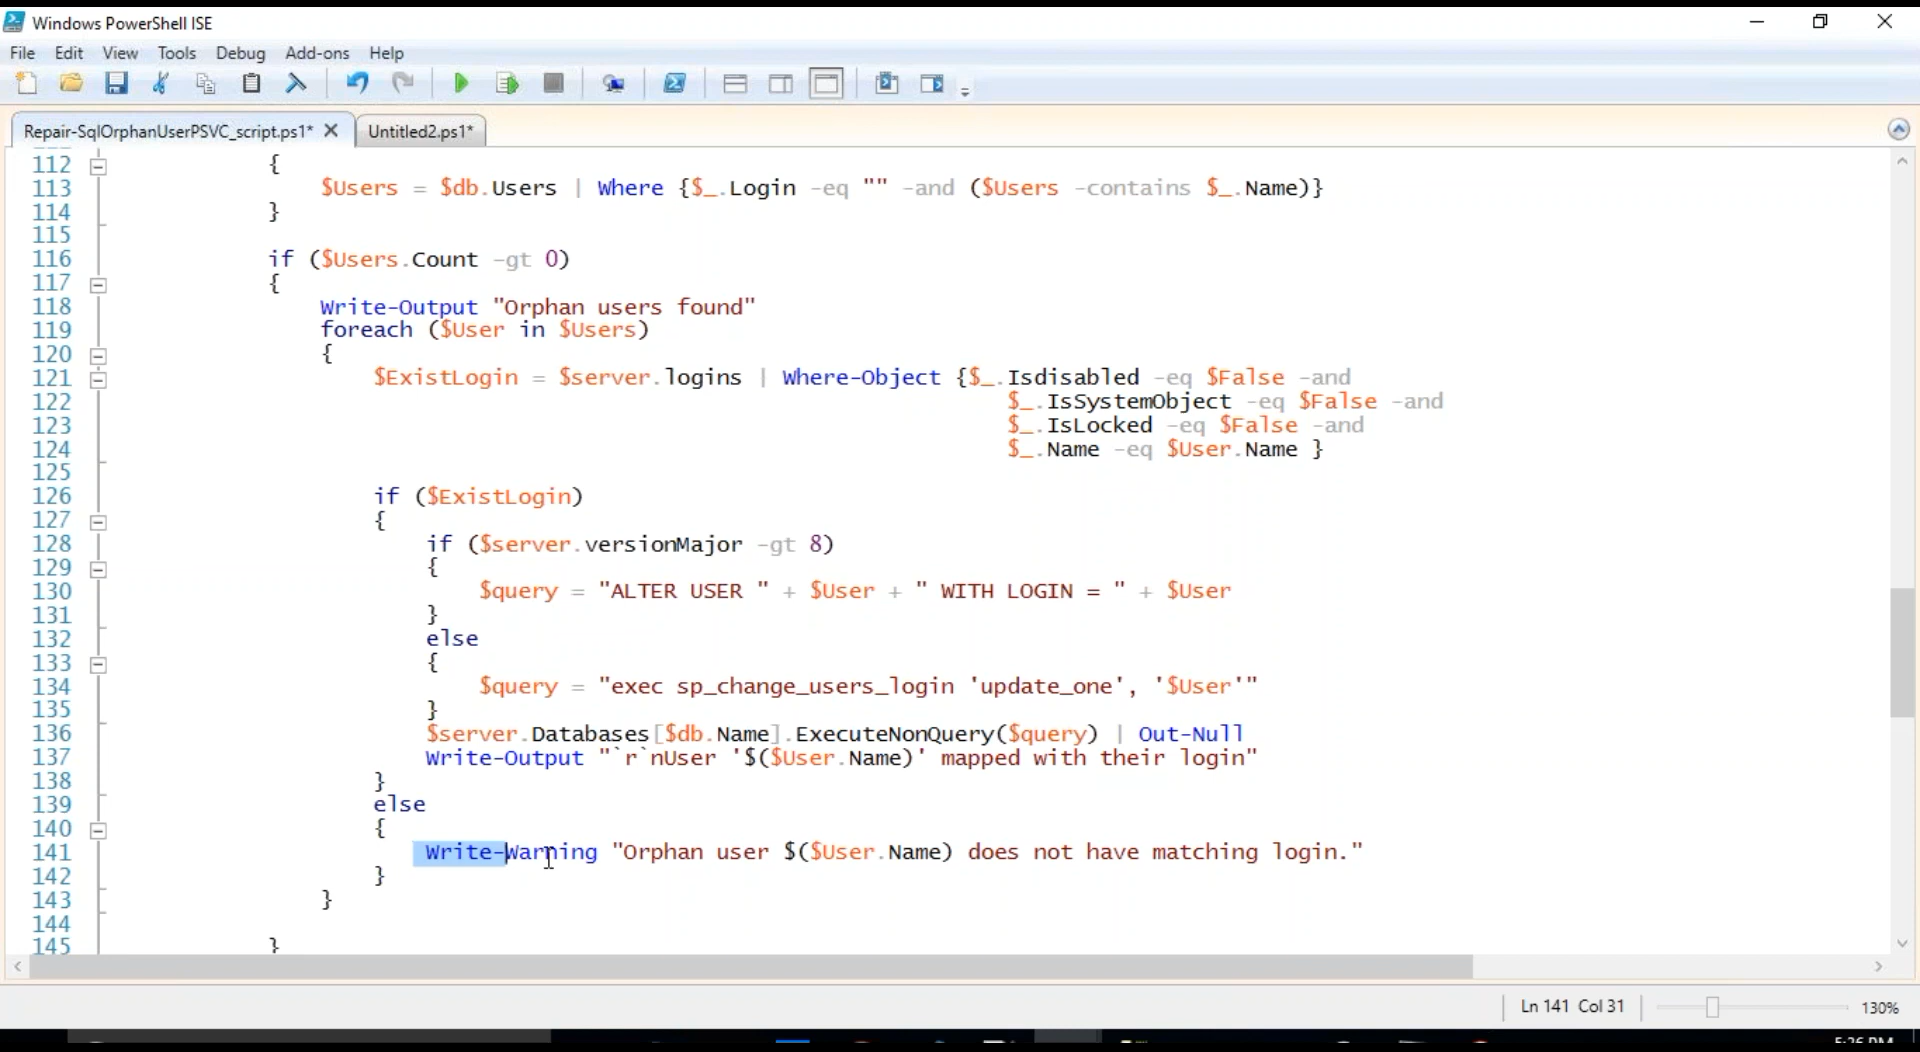 Windows PowerShell ISE
File Edit View Tools Debug Add-ons Help
Repair-SqlOrphanUserPSVC_script.ps1* Untitled2.ps1*
112 {
113 $Users = $db.Users | Where {$_.Login -eq "" -and ($Users -contains $_.Name)}
114 }
115
116 if ($Users.Count -gt 0)
117 {
118 Write-Output "Orphan users found"
119 foreach ($User in $Users)
120 {
121 $ExistLogin = $server.logins | Where-Object {$_.Isdisabled -eq $False -and
122 $_.IsSystemObject -eq $False -and
123 $_.IsLocked -eq $False -and
124 $_.Name -eq $User.Name }
125
126 if ($ExistLogin)
127 {
128 if ($server.versionMajor -gt 8)
129 {
130 $query = "ALTER USER " + $User + " WITH LOGIN = " + $User
131 }
132 else
133 {
134 $query = "exec sp_change_users_login 'update_one', '$User'"
135 }
136 $server.Databases[$db.Name].ExecuteNonQuery($query) | Out-Null
137 Write-Output "`r`nUser '$($User.Name)' mapped with their login"
138 }
139 else
140 {
141 Write-Warning "Orphan user $($User.Name) does not have matching login."
142 }
143 }
144
145 }
Ln 141 Col 31 130%